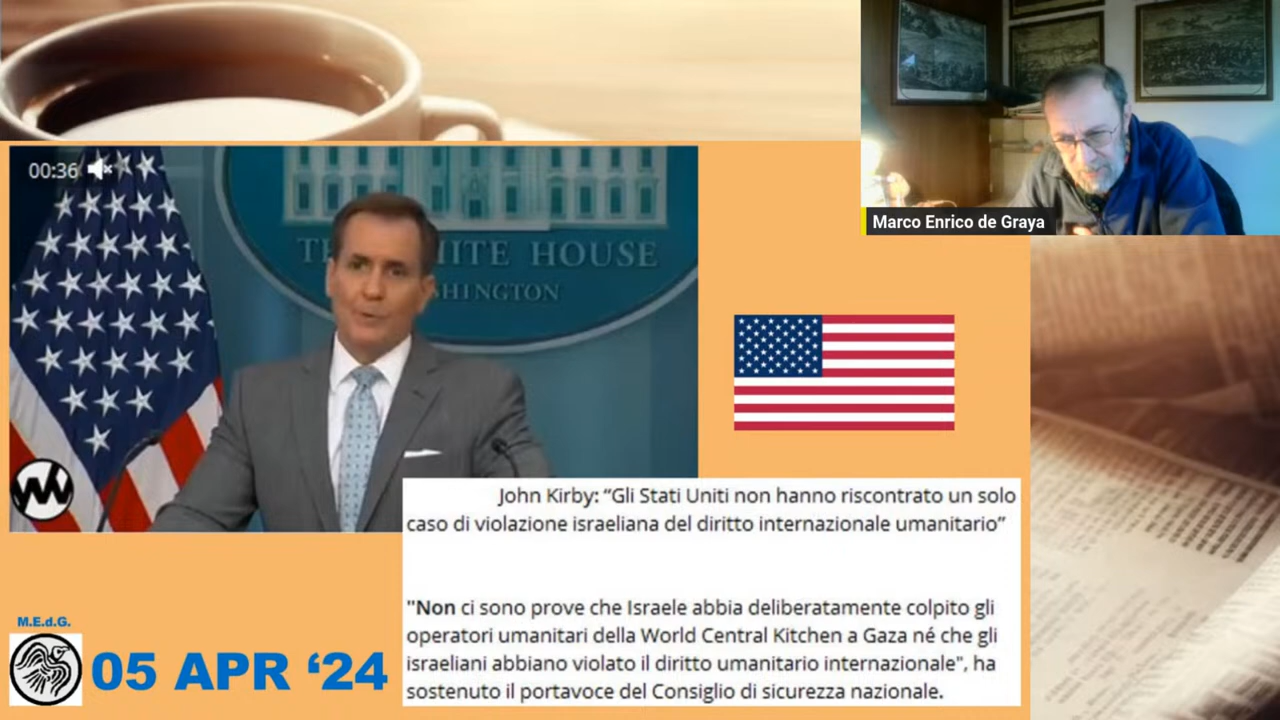 00:36
THE WHITE HOUSE
WASHINGTON
Marco Enrico de Graya
John Kirby: “Gli Stati Uniti non hanno riscontrato un solo
caso di violazione israeliana del diritto internazionale umanitario”
"Non ci sono prove che Israele abbia deliberatamente colpito gli
operatori umanitari della World Central Kitchen a Gaza né che gli
israeliani abbiano violato il diritto umanitario internazionale", ha
sostenuto il portavoce del Consiglio di sicurezza nazionale.
M.E.d.G.
05 APR ‘24